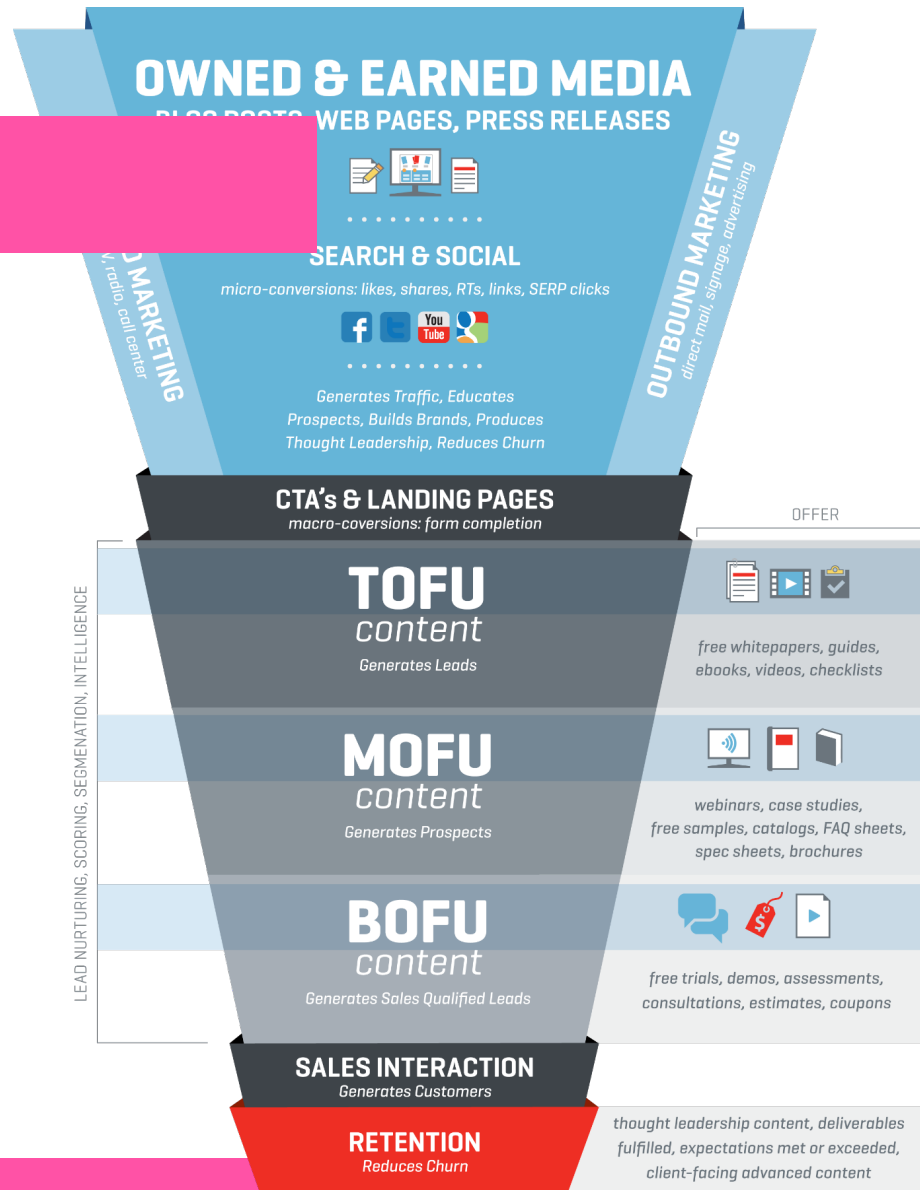 OWNED & EARNED MEDIA
WEB PAGES, PRESS RELEASES
SEARCH & SOCIAL
micro-conversions: likes, shares, RTs, links, SERP clicks
f
You
Tube
g
Generates Traffic, Educates
Prospects, Builds Brands, Produces
Thought Leadership, Reduces Churn
MARKETING
radio, call center
OUTBOUND MARKETING
direct mail, signage, advertising
CTA's & LANDING PAGES
macro-coversions: form completion
OFFER
LEAD NURTURING, SCORING, SEGMENATION, INTELLIGENCE
TOFU
content
Generates Leads
free whitepapers, guides,
ebooks, videos, checklists
MOFU
content
Generates Prospects
webinars, case studies,
free samples, catalogs, FAQ sheets,
spec sheets, brochures
BOFU
content
Generates Sales Qualified Leads
$
free trials, demos, assessments,
consultations, estimates, coupons
SALES INTERACTION
Generates Customers
RETENTION
Reduces Churn
thought leadership content, deliverables
fulfilled, expectations met or exceeded,
client-facing advanced content